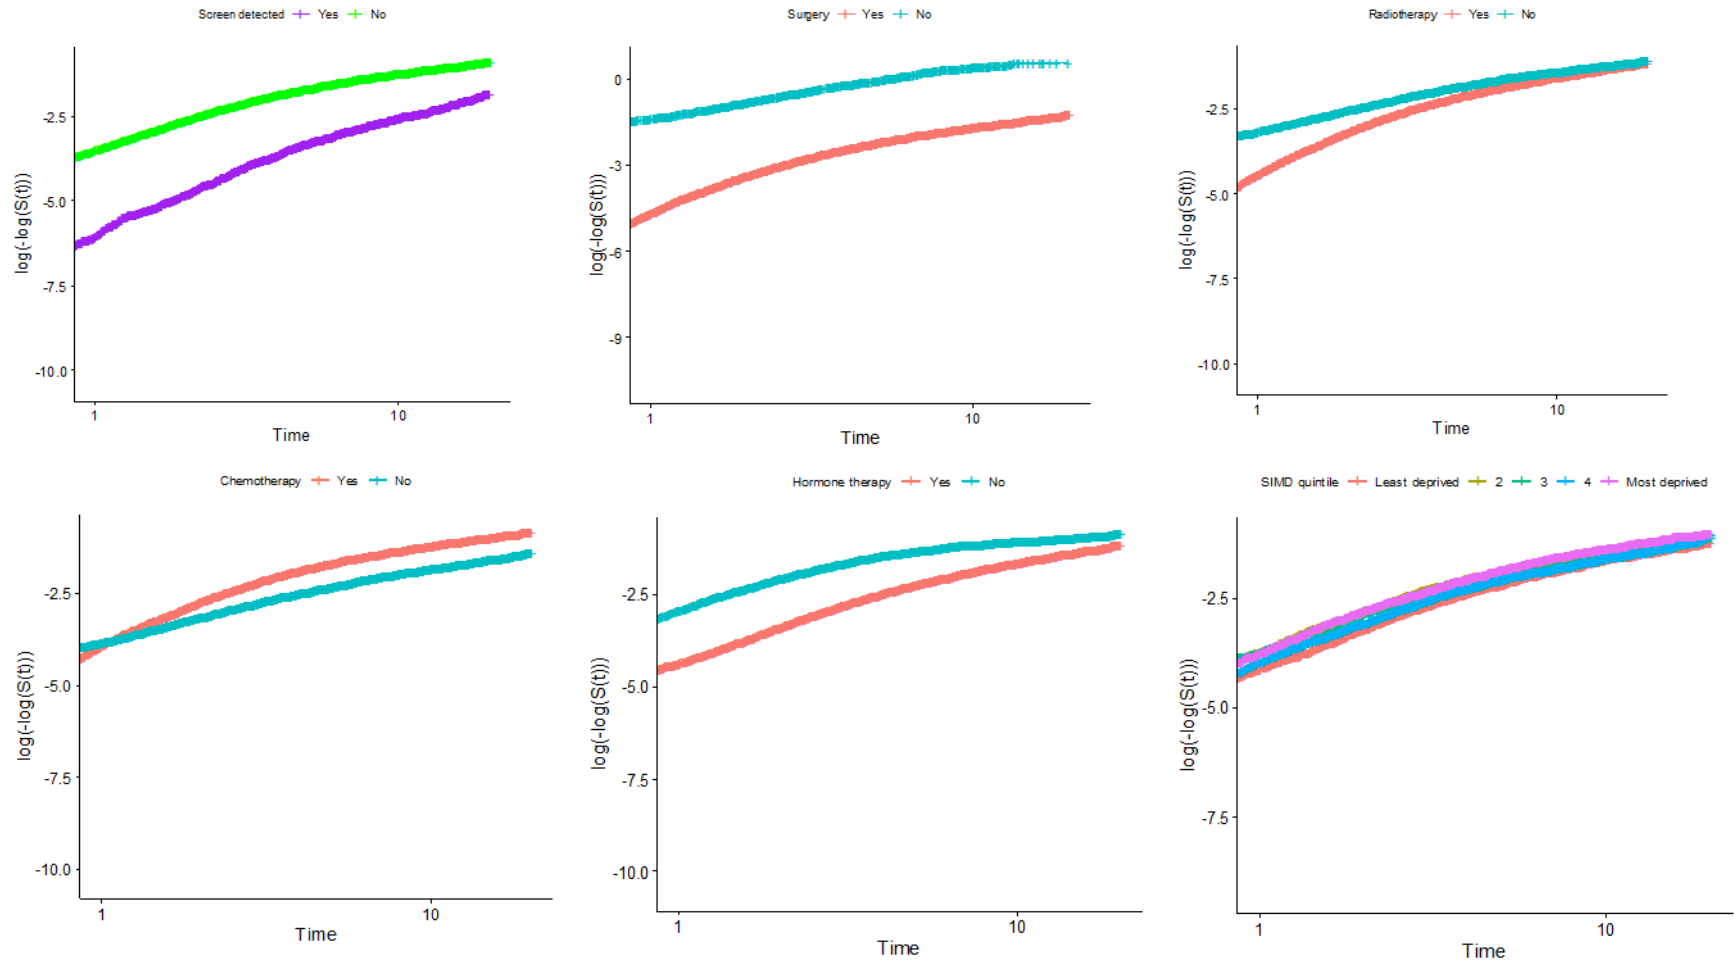 Screen detected Yes No
-2.5
-5.0
-7.5
-10.0
log(-log(S(t)))
1 10
Time
Surgery Yes No
0
-3
-6
-9
log(-log(S(t)))
1 10
Time
Radiotherapy Yes No
-2.5
-5.0
-7.5
-10.0
log(-log(S(t)))
1 10
Time
Chemotherapy Yes No
-2.5
-5.0
-7.5
-10.0
log(-log(S(t)))
1 10
Time
Hormone therapy Yes No
-2.5
-5.0
-7.5
-10.0
log(-log(S(t)))
1 10
Time
SIMD quintile Least deprived 2 3 4 Most deprived
-2.5
-5.0
-7.5
log(-log(S(t)))
1 10
Time